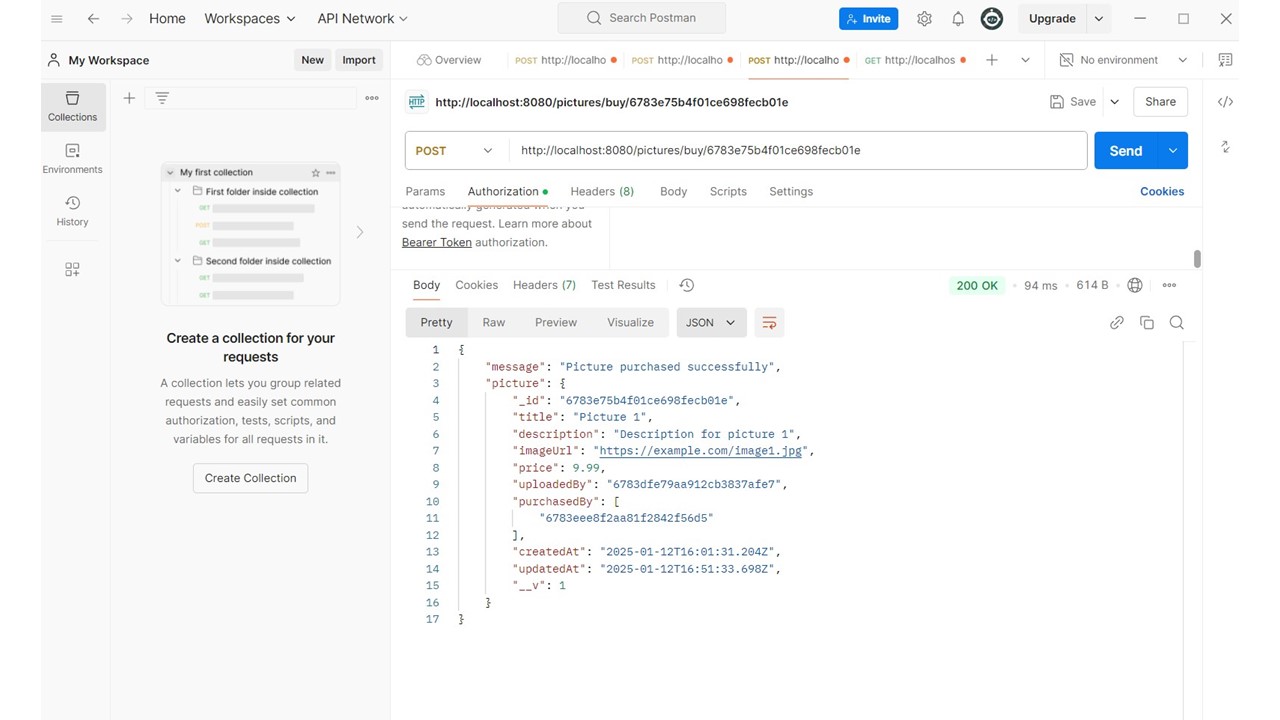 Home Workspaces API Network Search Postman Invite Upgrade
My Workspace New Import Overview POST http://localho POST http://localho POST http://localho GET http://localhos No environment
Collections
Environments
History
My first collection
First folder inside collection
GET
POST
GET
Second folder inside collection
GET
GET
Create a collection for your
requests
A collection lets you group related
requests and easily set common
authorization, tests, scripts, and
variables for all requests in it.
Create Collection
HTTP http://localhost:8080/pictures/buy/6783e75b4f01ce698fecb01e Save Share
POST http://localhost:8080/pictures/buy/6783e75b4f01ce698fecb01e Send
Params Authorization Headers (8) Body Scripts Settings Cookies
automatically generated when you
send the request. Learn more about
Bearer Token authorization.
Body Cookies Headers (7) Test Results 200 OK 94 ms 614 B
Pretty Raw Preview Visualize JSON
1 {
2 "message": "Picture purchased successfully",
3 "picture": {
4 "_id": "6783e75b4f01ce698fecb01e",
5 "title": "Picture 1",
6 "description": "Description for picture 1",
7 "imageUrl": "https://example.com/image1.jpg",
8 "price": 9.99,
9 "uploadedBy": "6783dfe79aa912cb3837afe7",
10 "purchasedBy": [
11 "6783eee8f2aa81f2842f56d5"
12 ],
13 "createdAt": "2025-01-12T16:01:31.204Z",
14 "updatedAt": "2025-01-12T16:51:33.698Z",
15 "__v": 1
16 }
17 }